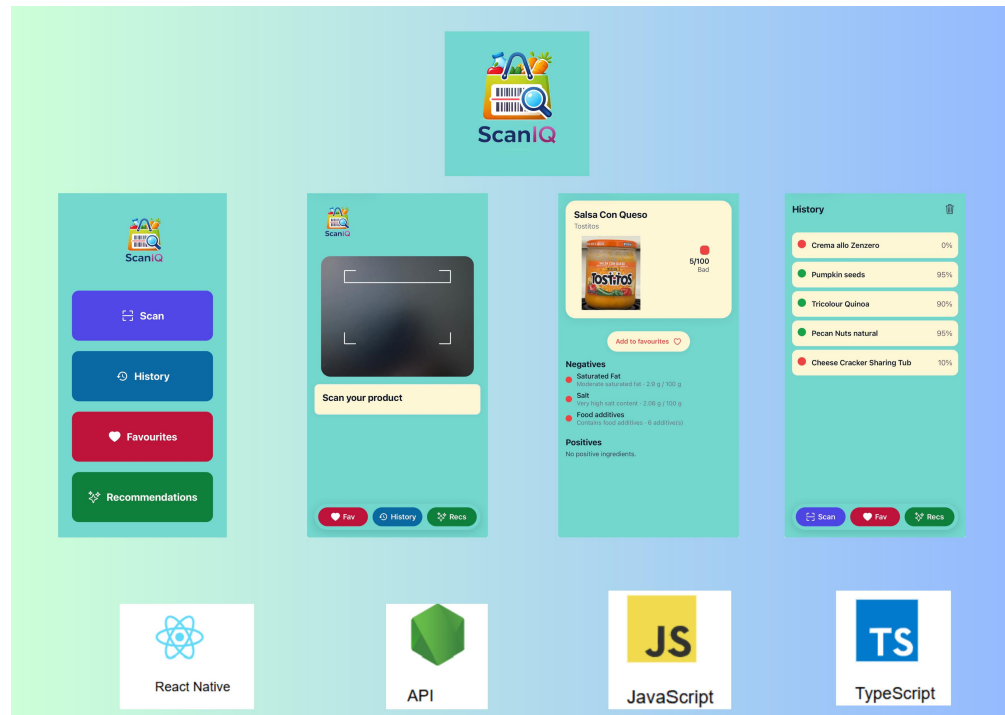 ScanIQ
ScanIQ
Scan
History
Favourites
Recommendations
ScanIQ
Scan your product
Fav
History
Recs
Salsa Con Queso
Tostitos
TOSTITOS
5/100
Bad
Add to favourites
Negatives
Saturated Fat
Moderate saturated fat · 2.9 g / 100 g
Salt
Very high salt content · 2.06 g / 100 g
Food additives
Contains food additives · 6 additive(s)
Positives
No positive ingredients.
History
Crema allo Zenzero 0%
Pumpkin seeds 95%
Tricolour Quinoa 90%
Pecan Nuts natural 95%
Cheese Cracker Sharing Tub 10%
Scan
Fav
Recs
React Native
API
JS
JavaScript
TS
TypeScript